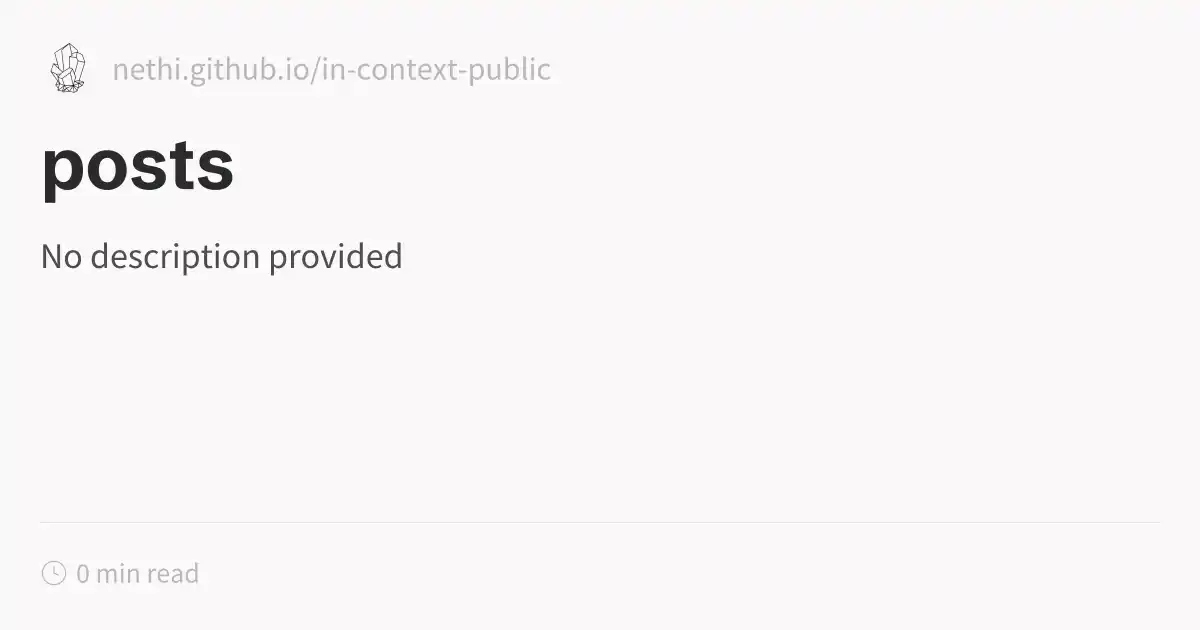 nethi.github.io/in-context-public
posts
No description provided
0 min read